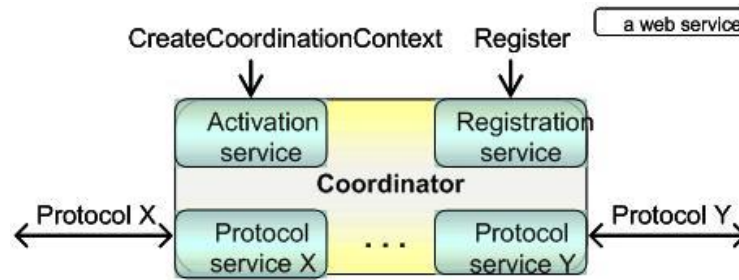 CreateCoordinationContext Register a web service
Activation service
Registration service
Coordinator
Protocol X
Protocol service X
. . .
Protocol service Y
Protocol Y